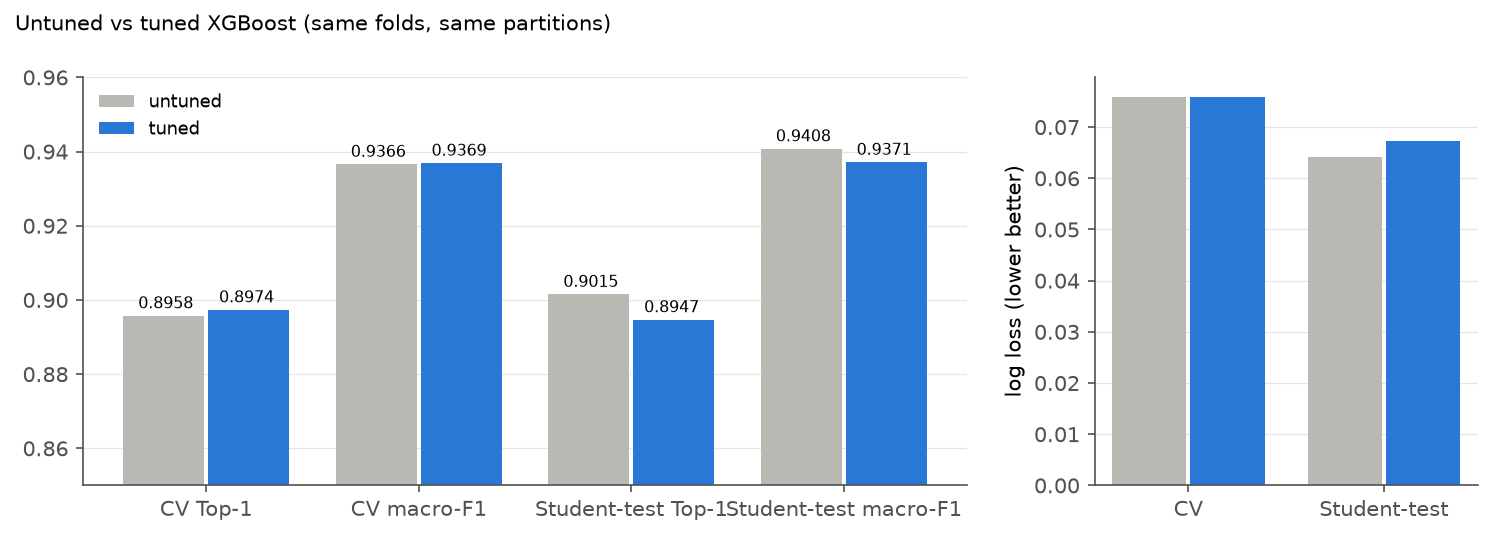 Untuned vs tuned XGBoost (same folds, same partitions)
0.96
0.94
0.92
0.90
0.88
0.86
untuned
tuned
0.8958
0.8974
0.9366
0.9369
0.9015
0.8947
0.9408
0.9371
CV Top-1
CV macro-F1
Student-test Top-1
Student-test macro-F1
log loss (lower better)
0.07
0.06
0.05
0.04
0.03
0.02
0.01
0.00
CV
Student-test